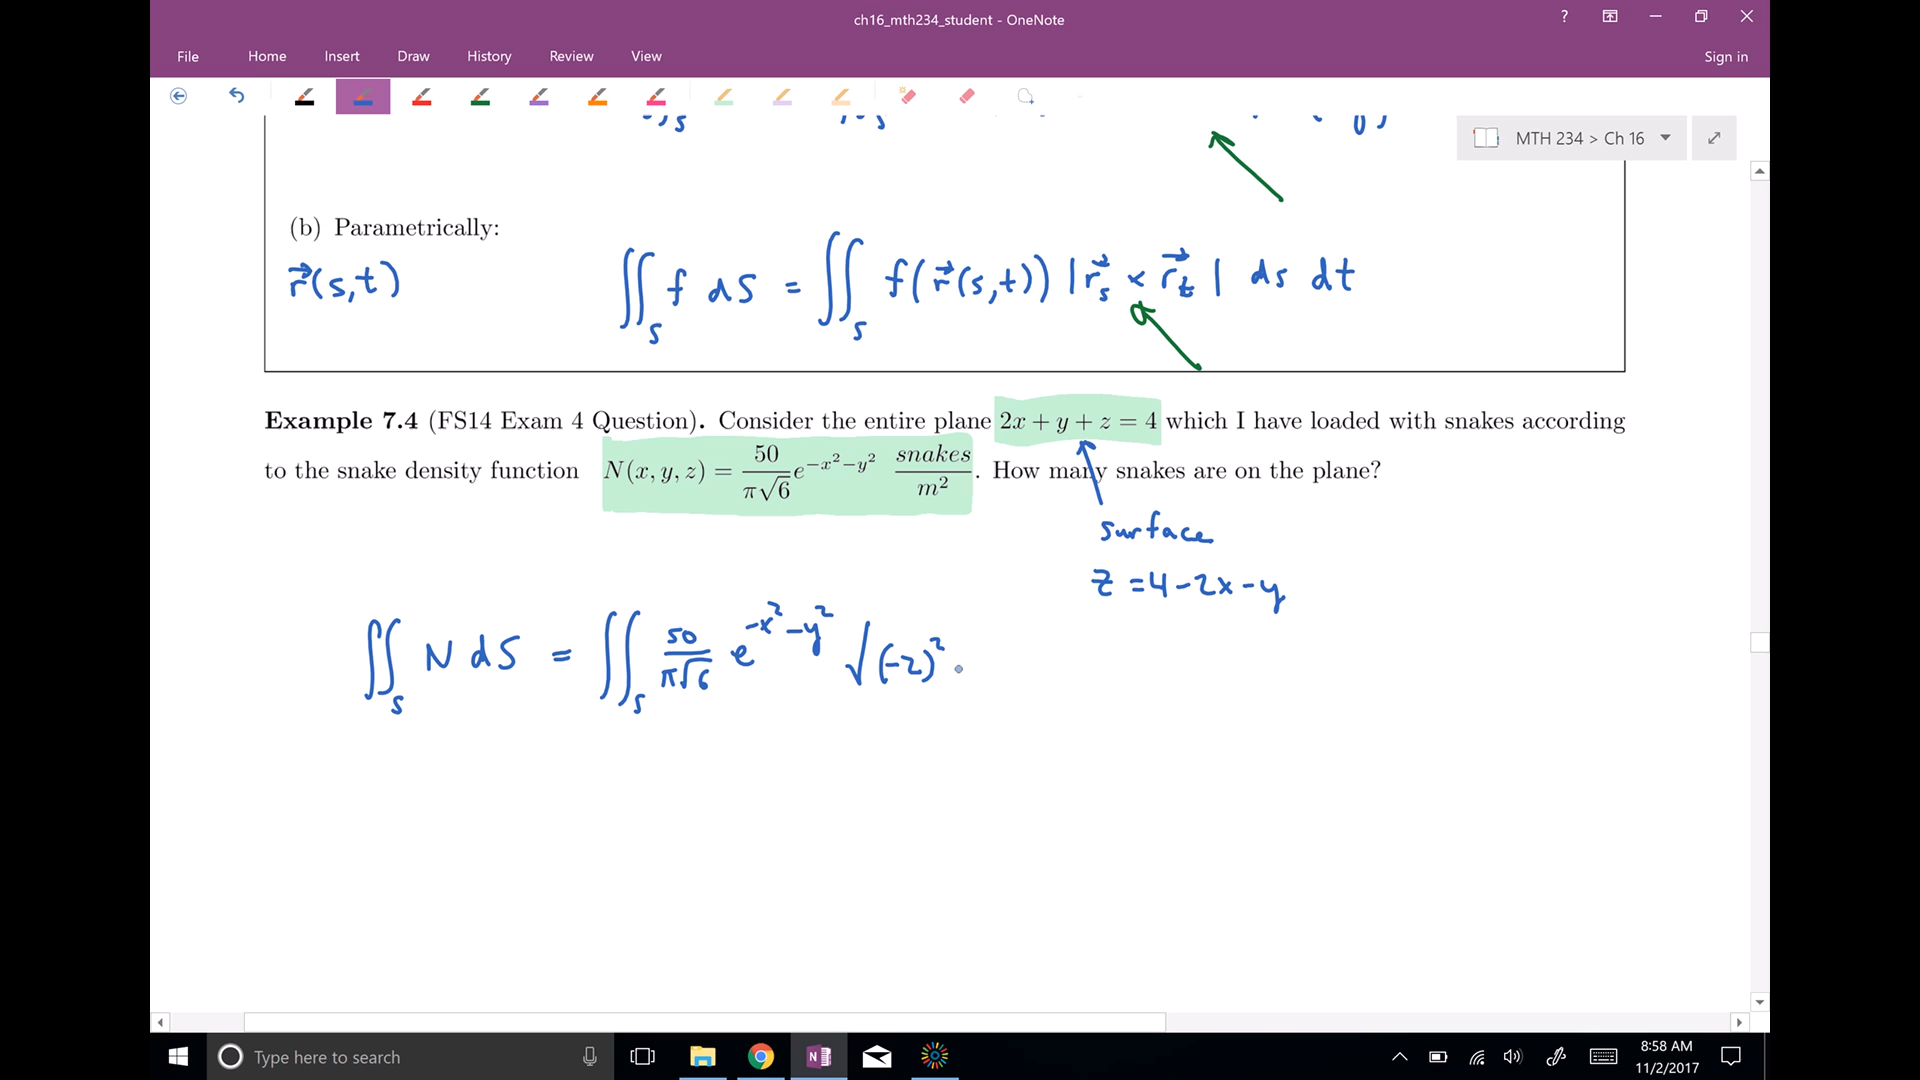 ch16_mth234_student - OneNote
?
File Home Insert Draw History View Sign in
MTH 234 > Ch 16
(b) Parametrically:
r⃗(s,t) ∬_S f dS = ∬_S f(r⃗(s,t)) |r⃗_s × r⃗_t| ds dt
Example 7.4 (FS14 Exam 4 Question). Consider the entire plane 2x + y + z = 4 which I have loaded with snakes according
to the snake density function N(x, y, z) = 50/(π√6) e^(−x²−y²) snakes/m². How many snakes are on the plane?
surface
z = 4 - 2x - y
∬_S N dS = ∬_S 50/(π√6) e^(-x²-y²) √(-2)²
Type here to search
8:58 AM
11/2/2017